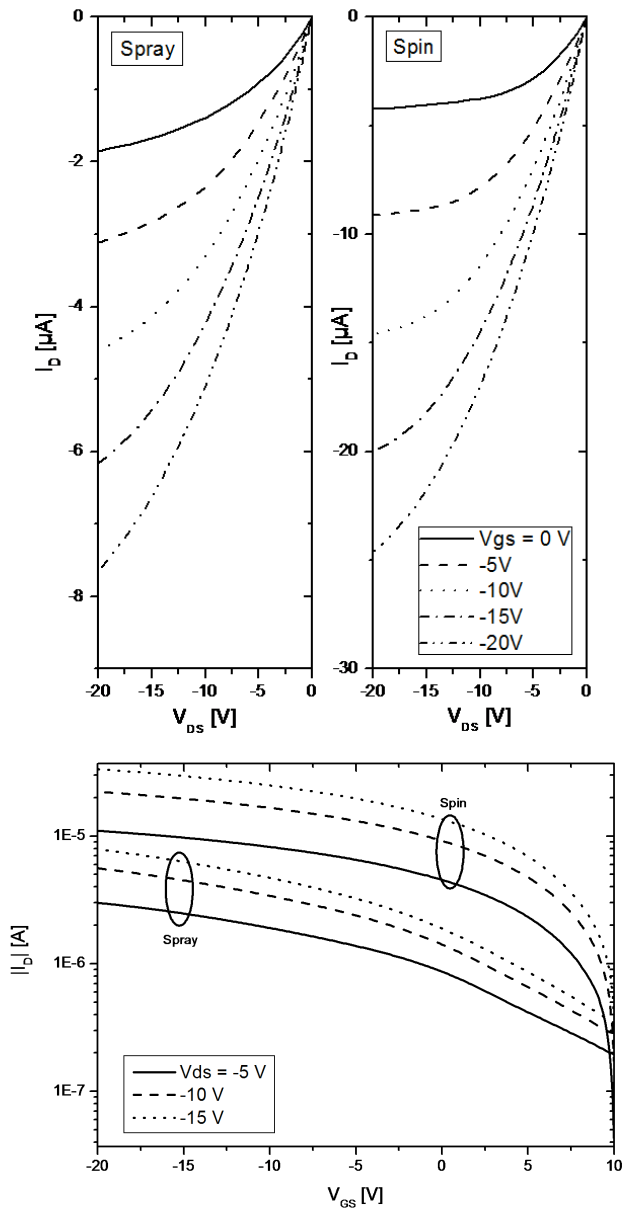 Spray
0
-2
-4
-6
-8
I_D [µA]
-20 -15 -10 -5 0
V_DS [V]
Spin
0
-10
-20
-30
I_D [µA]
Vgs = 0 V
-5V
-10V
-15V
-20V
-20 -15 -10 -5 0
V_DS [V]
1E-5
1E-6
1E-7
|I_D| [A]
Spin
Spray
Vds = -5 V
-10 V
-15 V
-20 -15 -10 -5 0 5 10
V_GS [V]